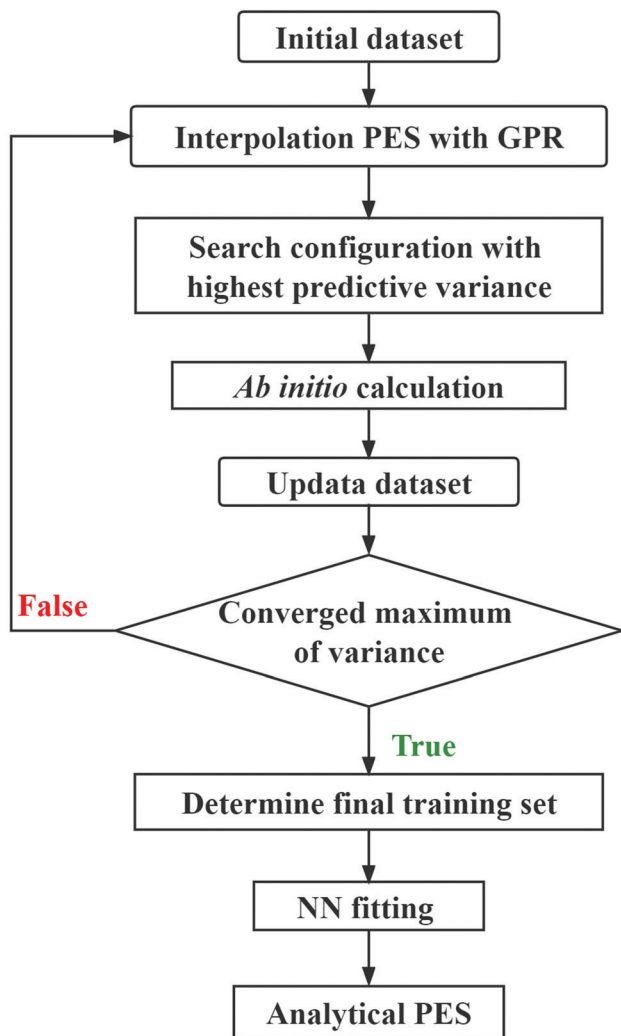 Initial dataset
Interpolation PES with GPR
Search configuration with
highest predictive variance
Ab initio calculation
Updata dataset
False
Converged maximum
of variance
True
Determine final training set
NN fitting
Analytical PES